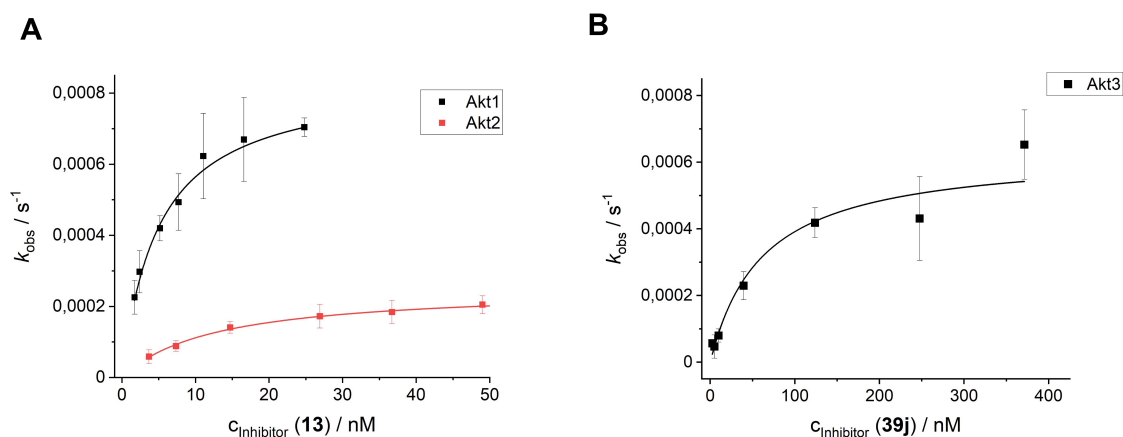 A
B
0,0008
0,0006
0,0004
0,0002
0
k_obs / s^-1
0 10 20 30 40 50
c_Inhibitor (13) / nM
Akt1
Akt2
0,0008
0,0006
0,0004
0,0002
0
k_obs / s^-1
0 100 200 300 400
c_Inhibitor (39j) / nM
Akt3